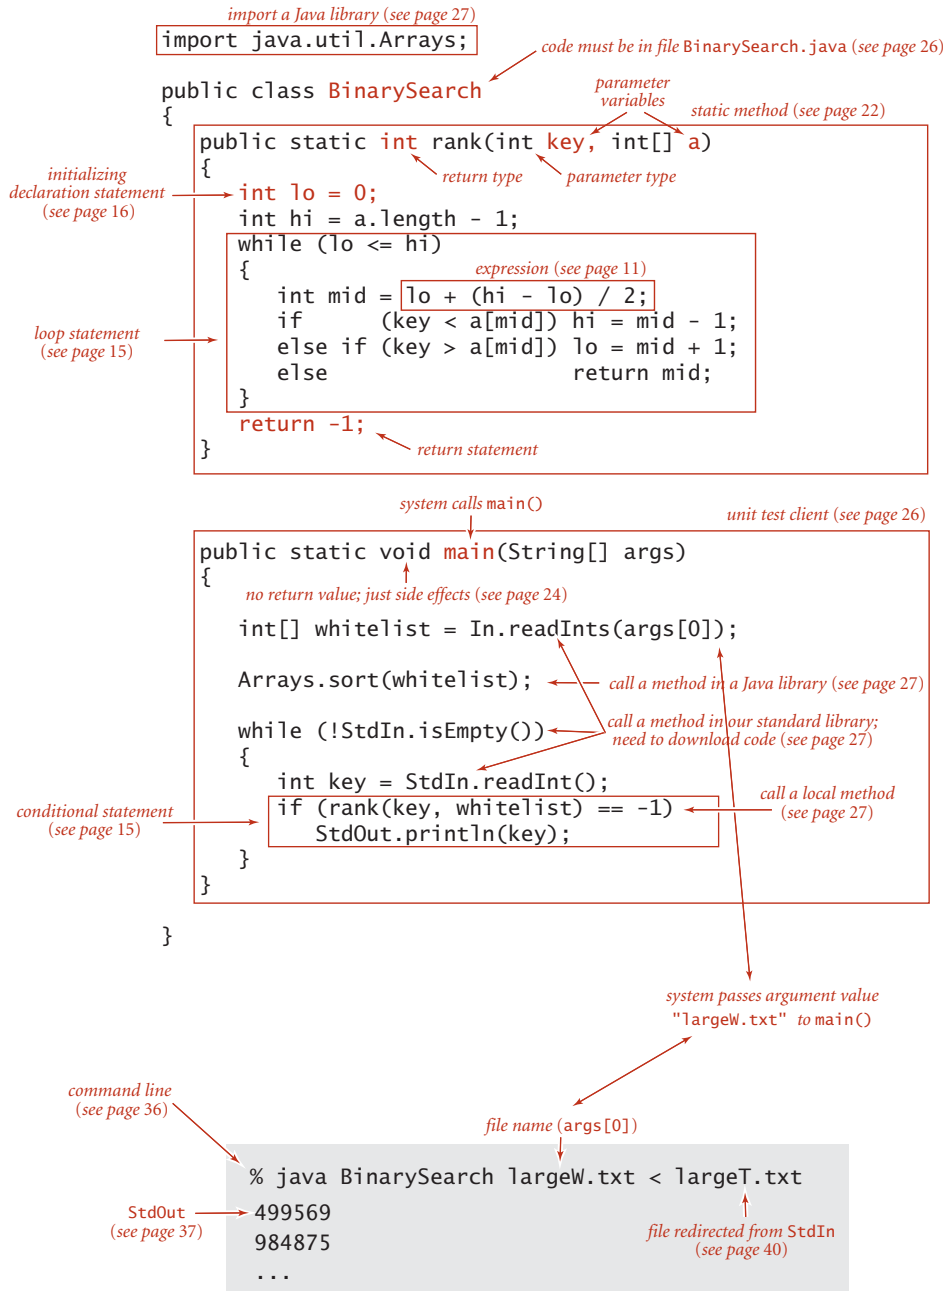 import a Java library (see page 27)
import java.util.Arrays;
code must be in file BinarySearch.java (see page 26)
public class BinarySearch
parameter
variables
{
static method (see page 22)
public static int rank(int key, int[] a)
{
return type
parameter type
initializing
declaration statement
(see page 16)
int lo = 0;
int hi = a.length - 1;
while (lo <= hi)
{
expression (see page 11)
int mid = lo + (hi - lo) / 2;
if (key < a[mid]) hi = mid - 1;
loop statement
(see page 15)
else if (key > a[mid]) lo = mid + 1;
else return mid;
}
return -1;
return statement
}
system calls main()
unit test client (see page 26)
public static void main(String[] args)
{
no return value; just side effects (see page 24)
int[] whitelist = In.readInts(args[0]);
Arrays.sort(whitelist);
call a method in a Java library (see page 27)
while (!StdIn.isEmpty())
call a method in our standard library;
need to download code (see page 27)
{
int key = StdIn.readInt();
conditional statement
(see page 15)
if (rank(key, whitelist) == -1)
call a local method
(see page 27)
StdOut.println(key);
}
}
}
system passes argument value
"largeW.txt" to main()
command line
(see page 36)
file name (args[0])
% java BinarySearch largeW.txt < largeT.txt
StdOut
(see page 37)
499569
984875
...
file redirected from StdIn
(see page 40)